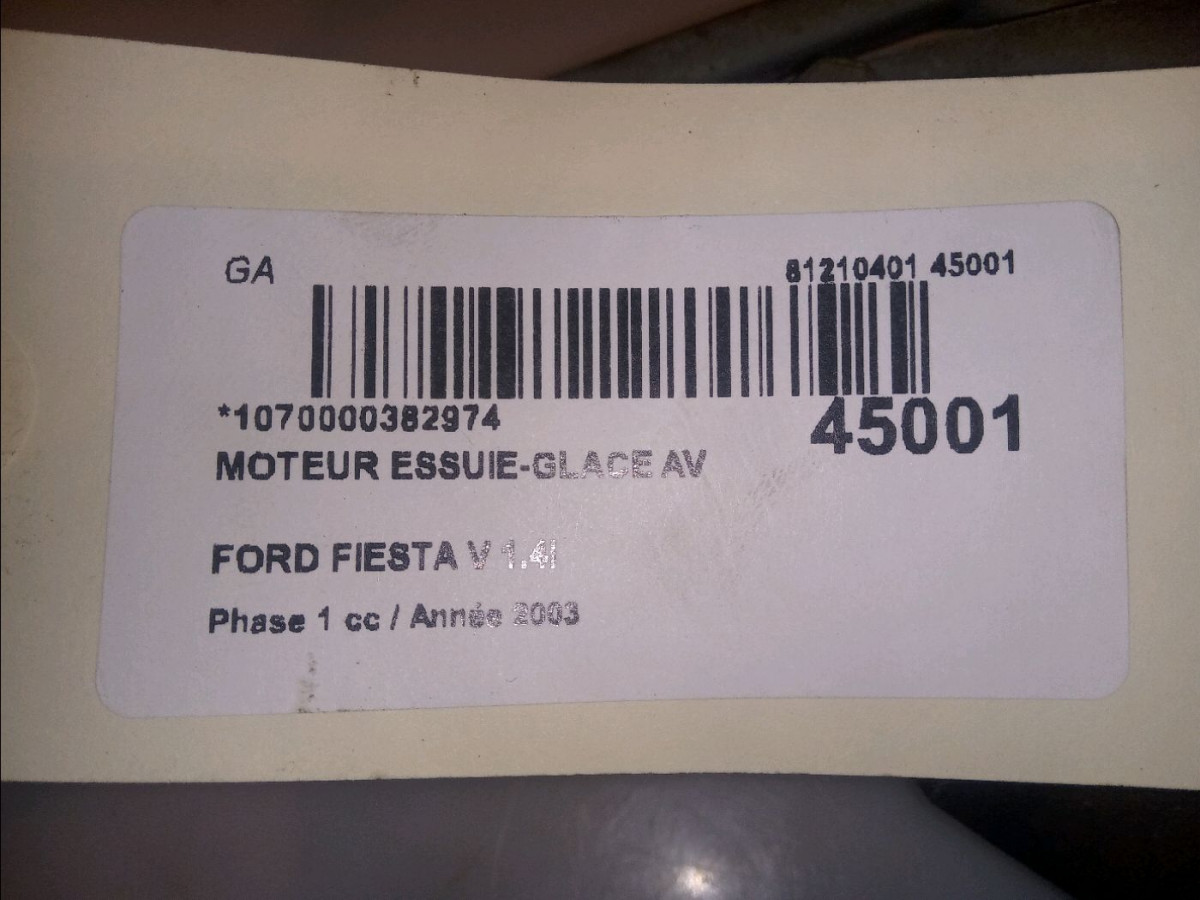 GA
81210401 45001
*1070000382974
45001
MOTEUR ESSUIE-GLACE AV
FORD FIESTA V 1.4i
Phase 1 cc / Année 2003